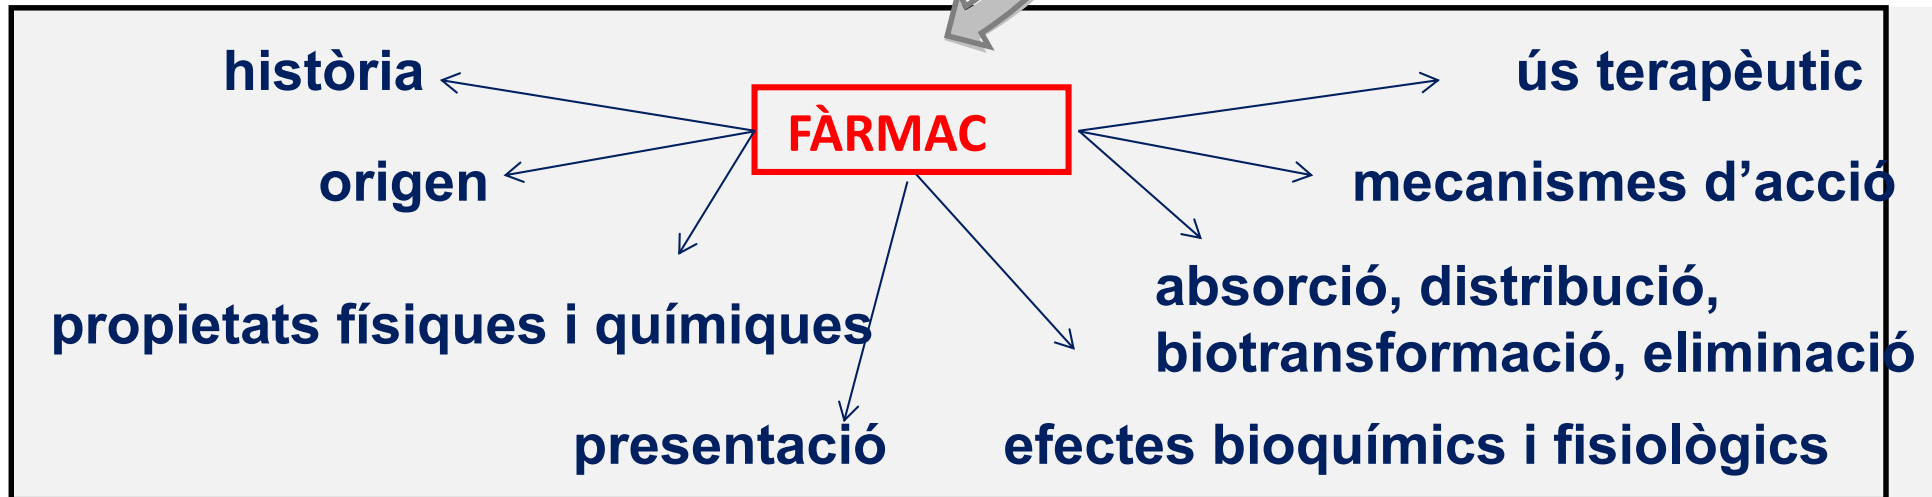 història
ús terapèutic
FÀRMAC
origen
mecanismes d’acció
absorció, distribució,
propietats físiques i químiques
biotransformació, eliminació
presentació
efectes bioquímics i fisiològics